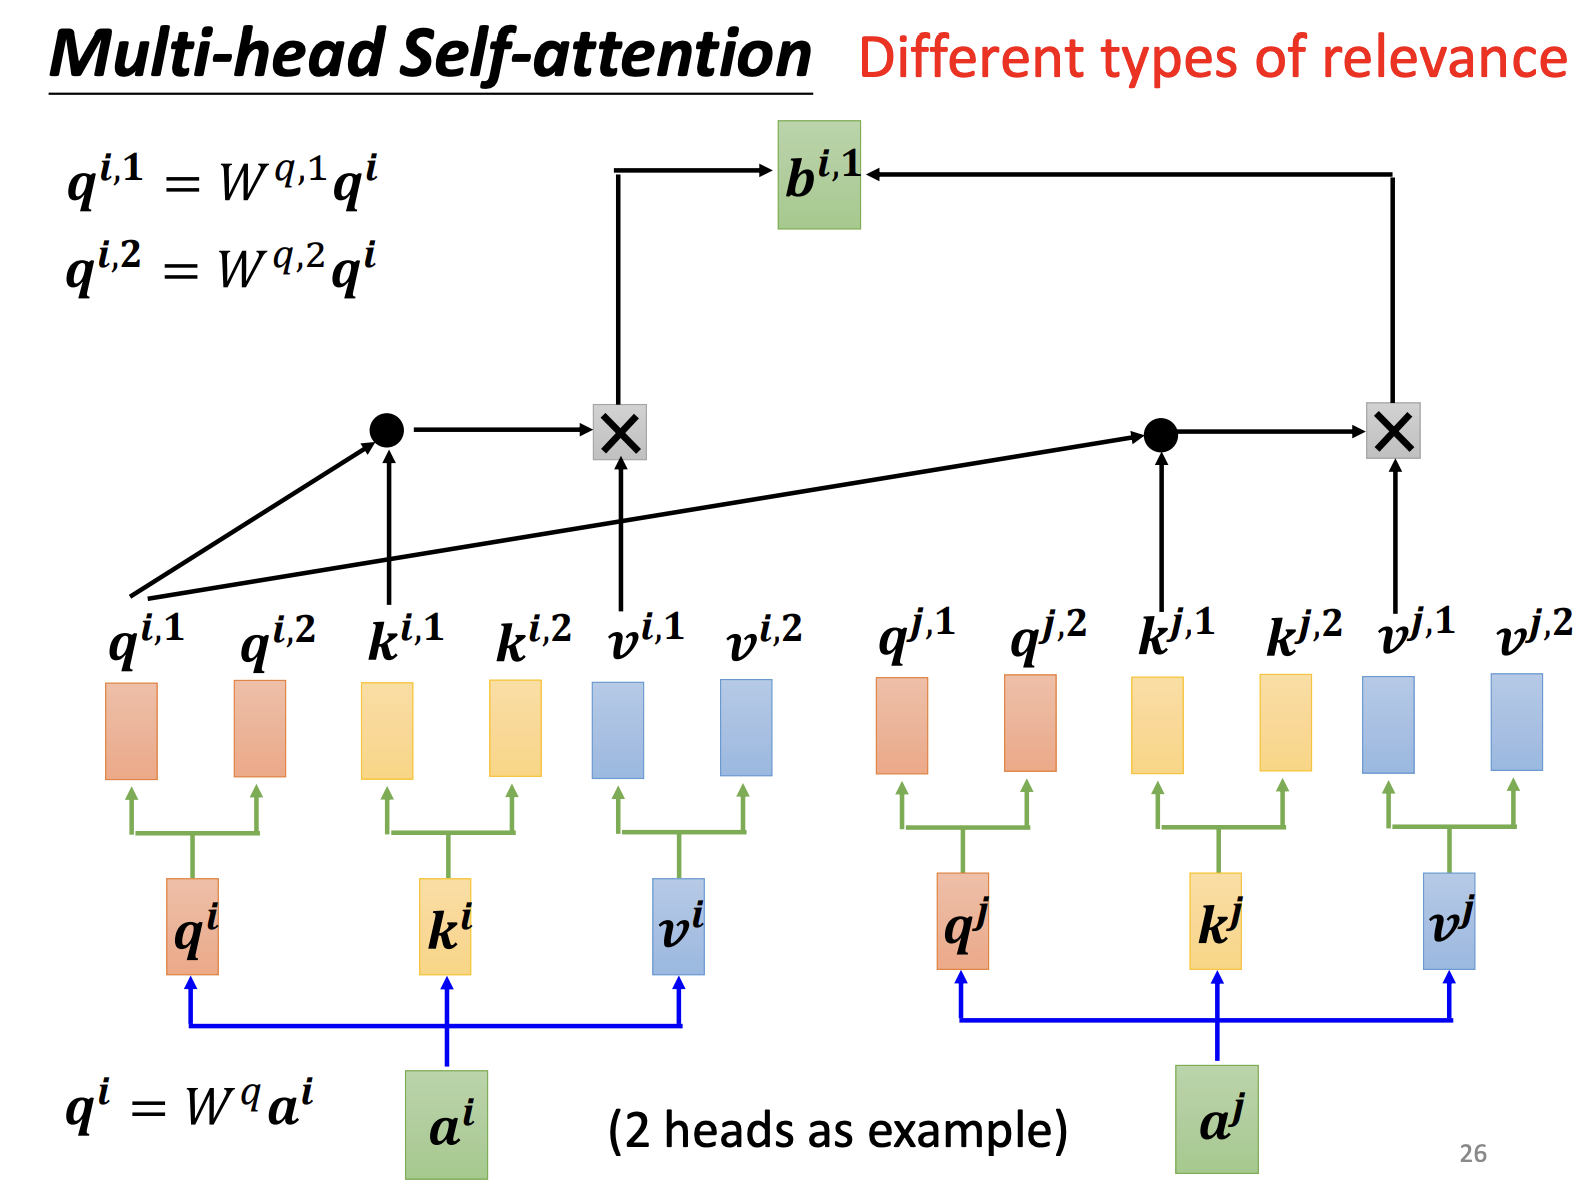 Multi-head Self-attention Different types of relevance
q^{i,1} = W^{q,1}q^i
q^{i,2} = W^{q,2}q^i
b^{i,1}
q^{i,1} q^{i,2} k^{i,1} k^{i,2} v^{i,1} v^{i,2} q^{j,1} q^{j,2} k^{j,1} k^{j,2} v^{j,1} v^{j,2}
q^i k^i v^i q^j k^j v^j
q^i = W^q a^i
a^i
(2 heads as example)
a^j
26